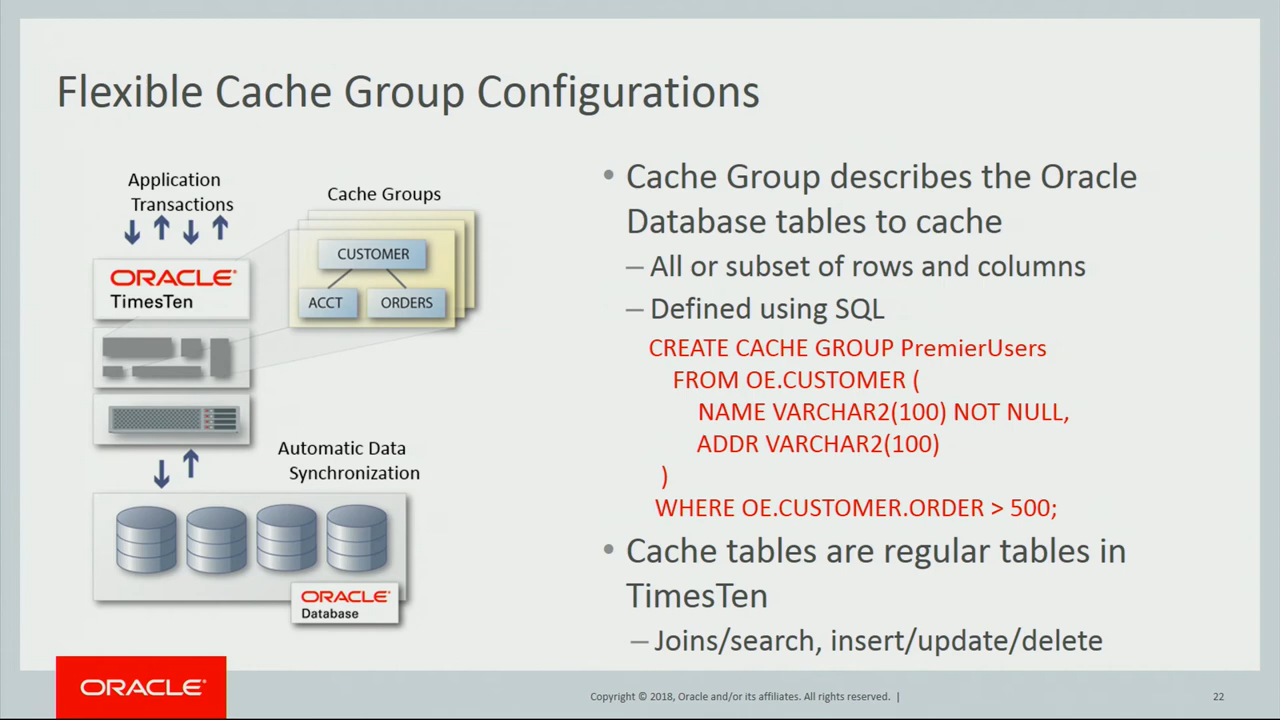 Flexible Cache Group Configurations
Application
Transactions
Cache Groups
CUSTOMER
ACCT
ORDERS
ORACLE®
TimesTen
Automatic Data
Synchronization
ORACLE®
Database
• Cache Group describes the Oracle
Database tables to cache
– All or subset of rows and columns
– Defined using SQL
CREATE CACHE GROUP PremierUsers
FROM OE.CUSTOMER (
NAME VARCHAR2(100) NOT NULL,
ADDR VARCHAR2(100)
)
WHERE OE.CUSTOMER.ORDER > 500;
• Cache tables are regular tables in
TimesTen
– Joins/search, insert/update/delete
ORACLE®
Copyright © 2018, Oracle and/or its affiliates. All rights reserved. |
22